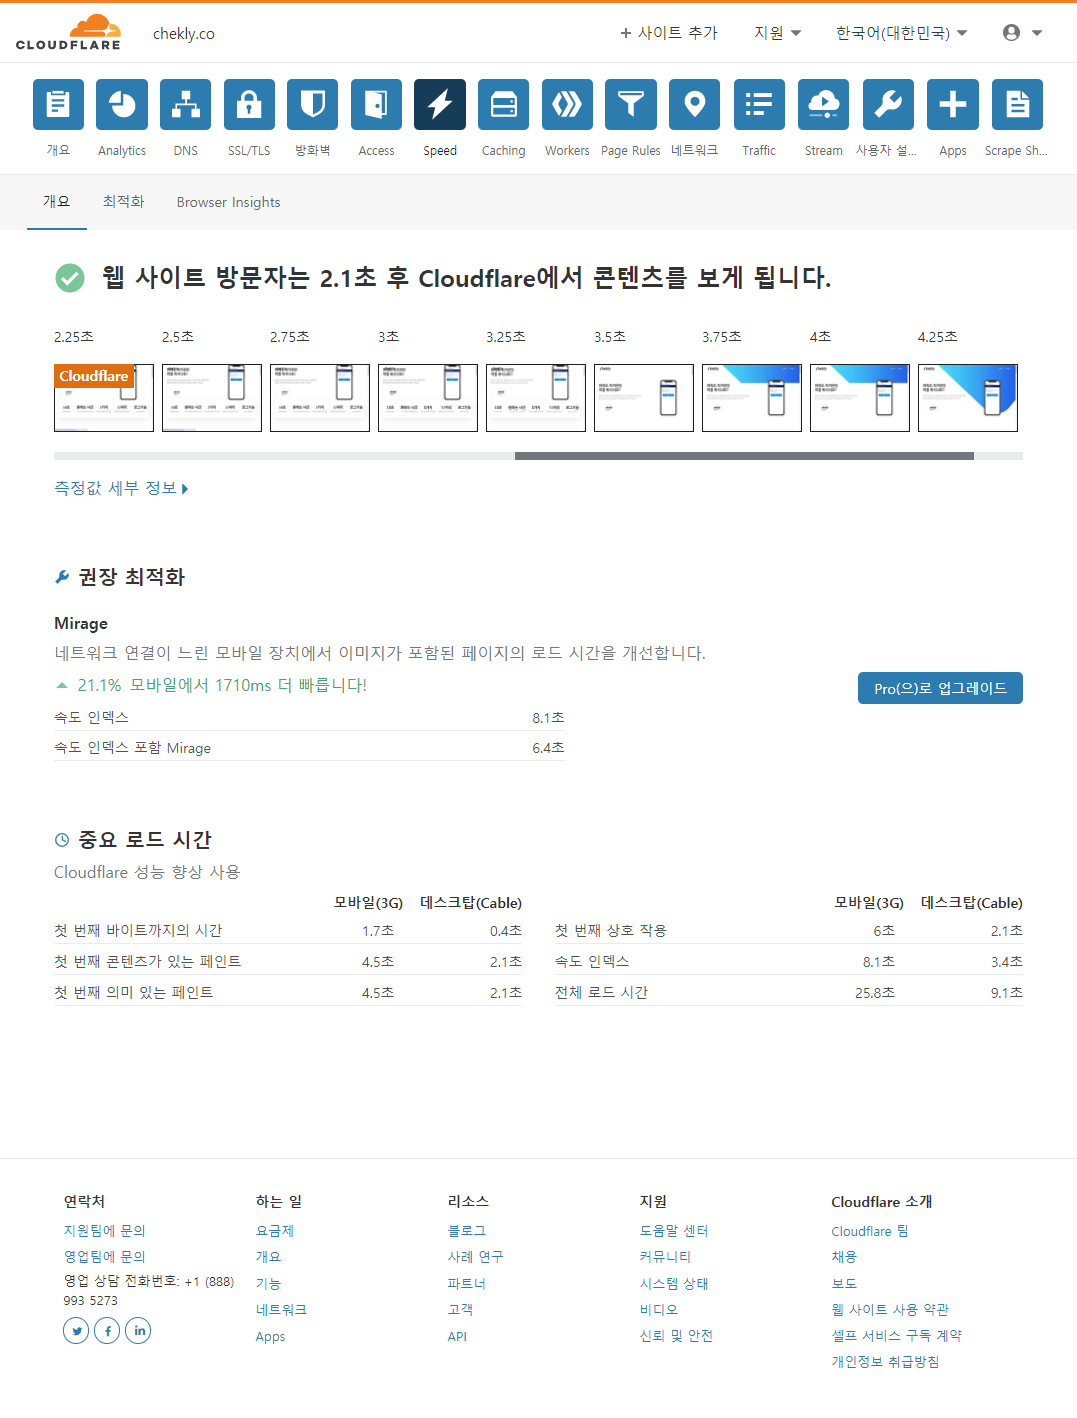 CLOUDFLARE
chekly.co
+ 사이트 추가
지원
한국어(대한민국)
개요
Analytics
DNS
SSL/TLS
방화벽
Access
Speed
Caching
Workers
Page Rules
네트워크
Traffic
Stream
사용자 설...
Apps
Scrape Sh...
개요
최적화
Browser Insights
웹 사이트 방문자는 2.1초 후 Cloudflare에서 콘텐츠를 보게 됩니다.
2.25초 2.5초 2.75초 3초 3.25초 3.5초 3.75초 4초 4.25초
Cloudflare
측정값 세부 정보
권장 최적화
Mirage
네트워크 연결이 느린 모바일 장치에서 이미지가 포함된 페이지의 로드 시간을 개선합니다.
21.1% 모바일에서 1710ms 더 빠릅니다!
Pro(으)로 업그레이드
속도 인덱스 8.1초
속도 인덱스 포함 Mirage 6.4초
중요 로드 시간
Cloudflare 성능 향상 사용
모바일(3G) 데스크탑(Cable)
첫 번째 바이트까지의 시간 1.7초 0.4초
첫 번째 콘텐츠가 있는 페인트 4.5초 2.1초
첫 번째 의미 있는 페인트 4.5초 2.1초
모바일(3G) 데스크탑(Cable)
첫 번째 상호 작용 6초 2.1초
속도 인덱스 8.1초 3.4초
전체 로드 시간 25.8초 9.1초
연락처
지원팀에 문의
영업팀에 문의
영업 상담 전화번호: +1 (888)
993 5273
하는 일
요금제
개요
기능
네트워크
Apps
리소스
블로그
사례 연구
파트너
고객
API
지원
도움말 센터
커뮤니티
시스템 상태
비디오
신뢰 및 안전
Cloudflare 소개
Cloudflare 팀
채용
보도
웹 사이트 사용 약관
셀프 서비스 구독 계약
개인정보 취급방침